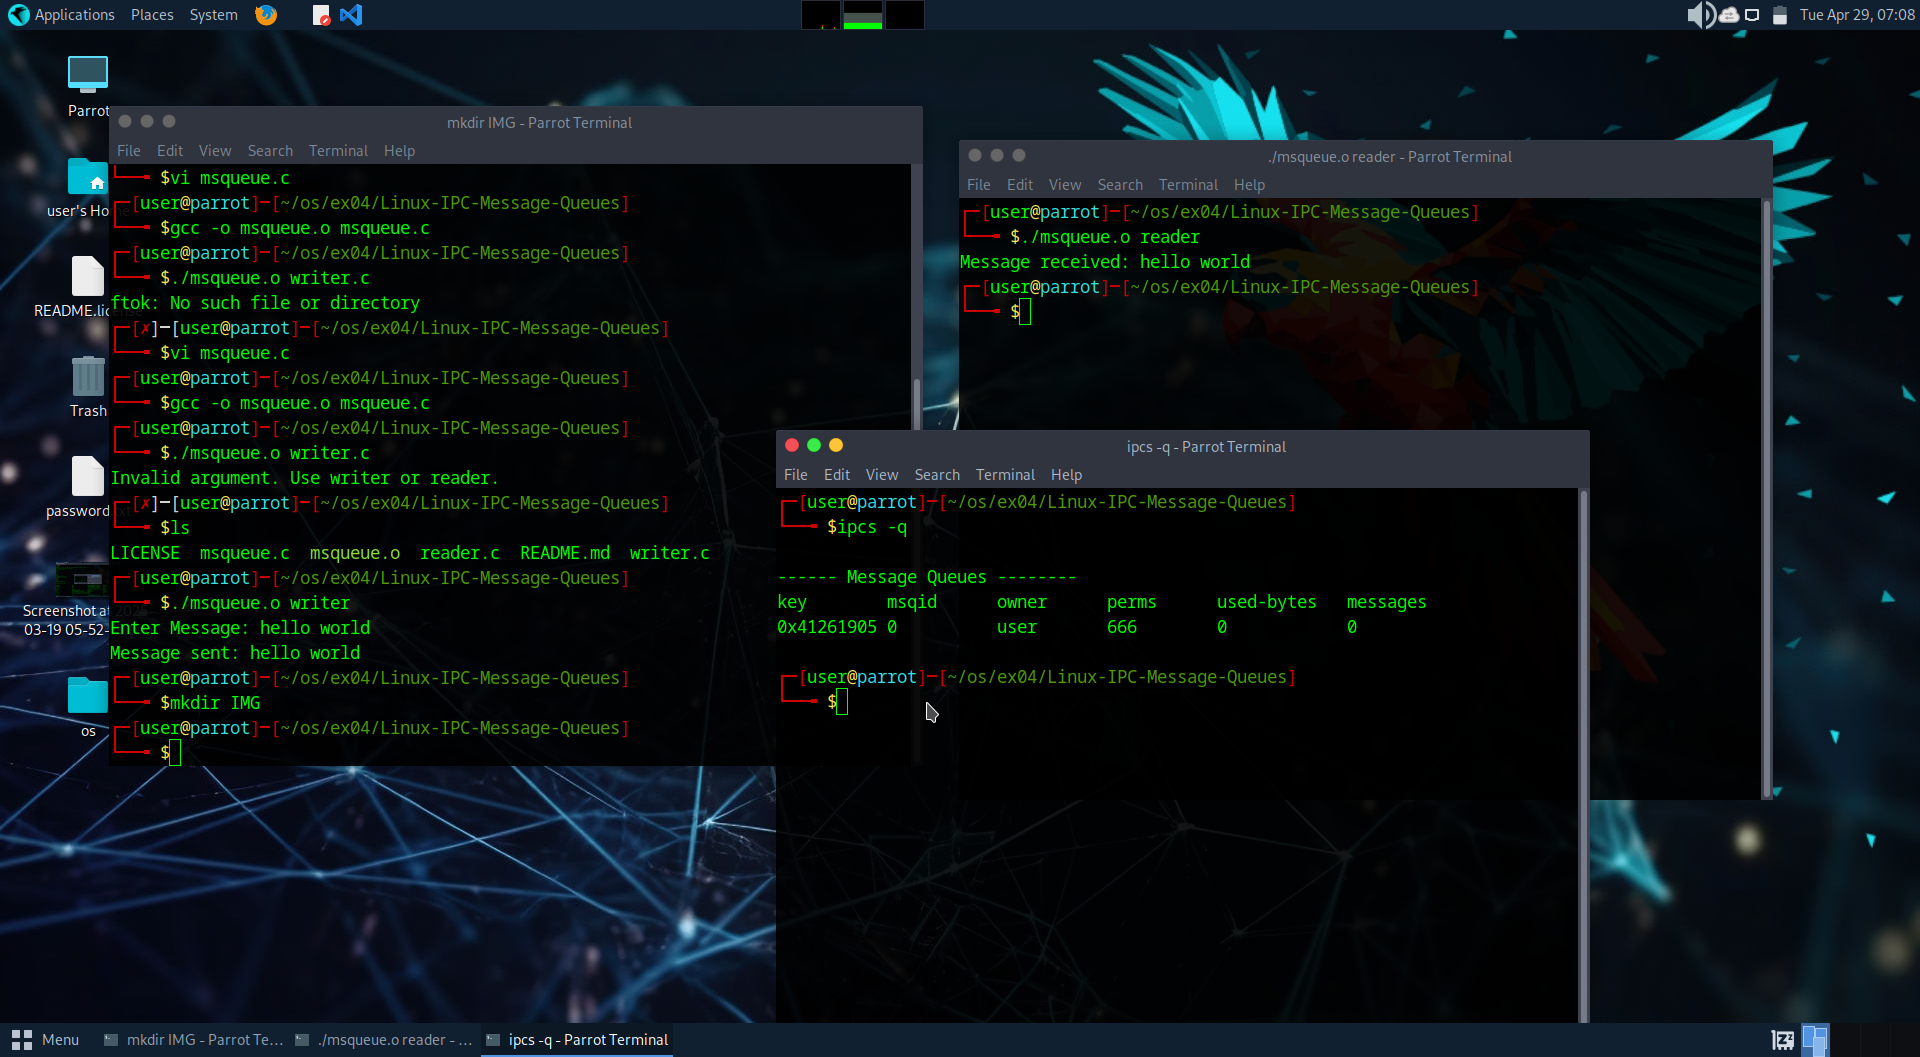 Applications Places System
Tue Apr 29, 07:08
Parrot
user's Ho
README.lic
Trash
password
Screenshot at
03-19 05-52-
os
mkdir IMG - Parrot Terminal
File Edit View Search Terminal Help
$vi msqueue.c
[user@parrot]─[~/os/ex04/Linux-IPC-Message-Queues]
$gcc -o msqueue.o msqueue.c
[user@parrot]─[~/os/ex04/Linux-IPC-Message-Queues]
$./msqueue.o writer.c
ftok: No such file or directory
[✗]─[user@parrot]─[~/os/ex04/Linux-IPC-Message-Queues]
$vi msqueue.c
[user@parrot]─[~/os/ex04/Linux-IPC-Message-Queues]
$gcc -o msqueue.o msqueue.c
[user@parrot]─[~/os/ex04/Linux-IPC-Message-Queues]
$./msqueue.o writer.c
Invalid argument. Use writer or reader.
[✗]─[user@parrot]─[~/os/ex04/Linux-IPC-Message-Queues]
$ls
LICENSE msqueue.c msqueue.o reader.c README.md writer.c
[user@parrot]─[~/os/ex04/Linux-IPC-Message-Queues]
$./msqueue.o writer
Enter Message: hello world
Message sent: hello world
[user@parrot]─[~/os/ex04/Linux-IPC-Message-Queues]
$mkdir IMG
[user@parrot]─[~/os/ex04/Linux-IPC-Message-Queues]
$
./msqueue.o reader - Parrot Terminal
File Edit View Search Terminal Help
[user@parrot]─[~/os/ex04/Linux-IPC-Message-Queues]
$./msqueue.o reader
Message received: hello world
[user@parrot]─[~/os/ex04/Linux-IPC-Message-Queues]
$
ipcs -q - Parrot Terminal
File Edit View Search Terminal Help
[user@parrot]─[~/os/ex04/Linux-IPC-Message-Queues]
$ipcs -q
------ Message Queues --------
key msqid owner perms used-bytes messages
0x41261905 0 user 666 0 0
[user@parrot]─[~/os/ex04/Linux-IPC-Message-Queues]
$
Menu mkdir IMG - Parrot Te... ./msqueue.o reader - ... ipcs -q - Parrot Terminal